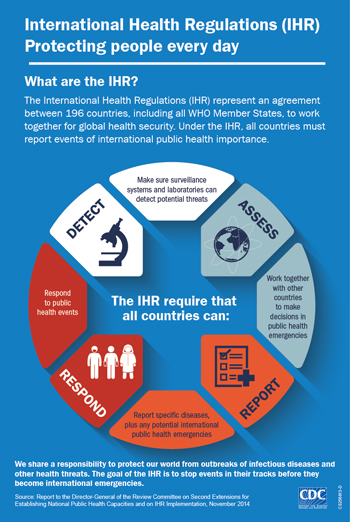 International Health Regulations (IHR)
Protecting people every day
What are the IHR?
The International Health Regulations (IHR) represent an agreement
between 196 countries, including all WHO Member States, to work
together for global health security. Under the IHR, all countries must
report events of international public health importance.
Make sure surveillance
systems and laboratories can
detect potential threats
DETECT
ASSESS
Respond
to public
health events
The IHR require that
all countries can:
Work together
with other
countries
to make
decisions in
public health
emergencies
RESPOND
REPORT
Report specific diseases,
plus any potential international
public health emergencies
We share a responsibility to protect our world from outbreaks of infectious diseases and
other health threats. The goal of the IHR is to stop events in their tracks before they
become international emergencies.
Source: Report to the Director-General of the Review Committee on Second Extensions for
Establishing National Public Health Capacities and on IHR Implementation, November 2014
CDC